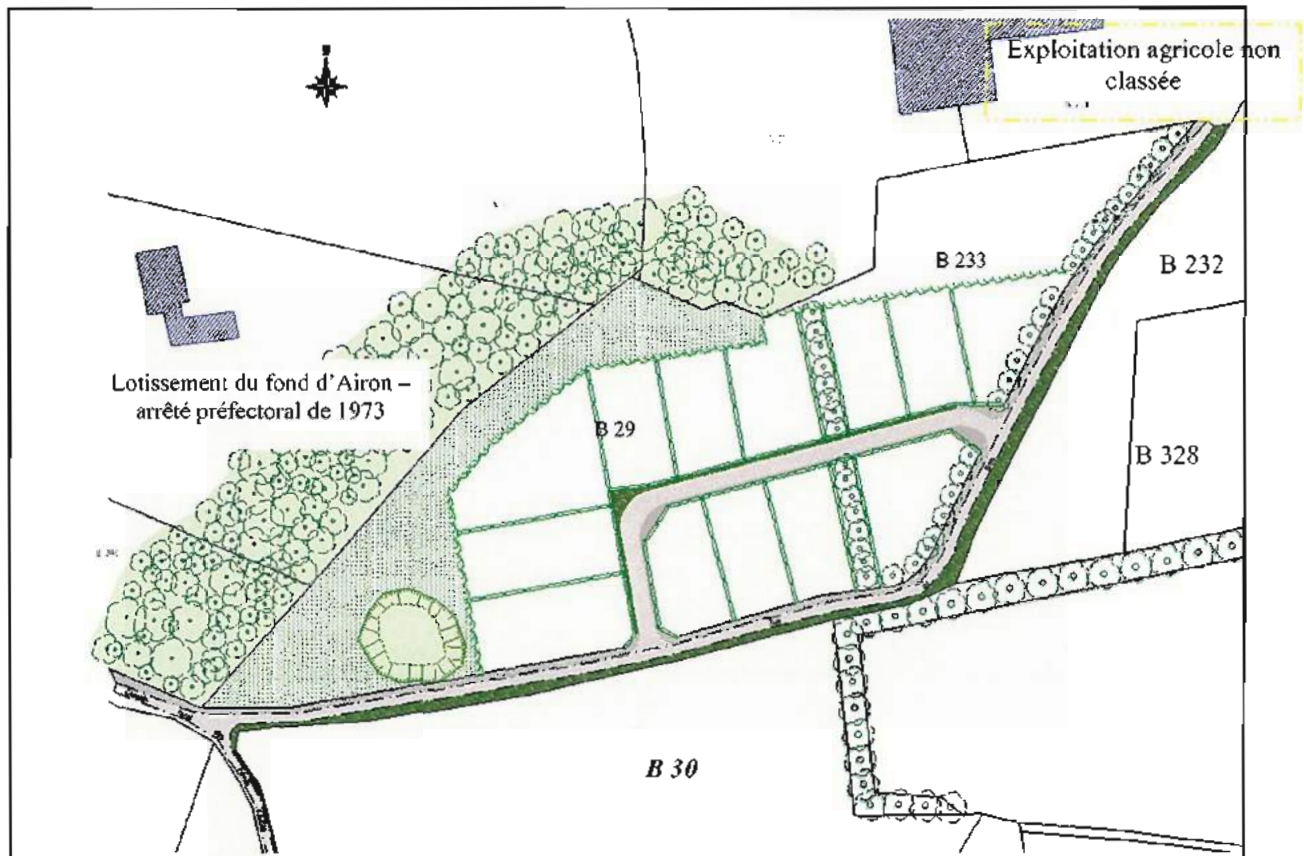 Exploitation agricole non
classée
B 233
B 232
Lotissement du fond d'Airon –
arrêté préfectoral de 1973
B 29
B 328
B 30